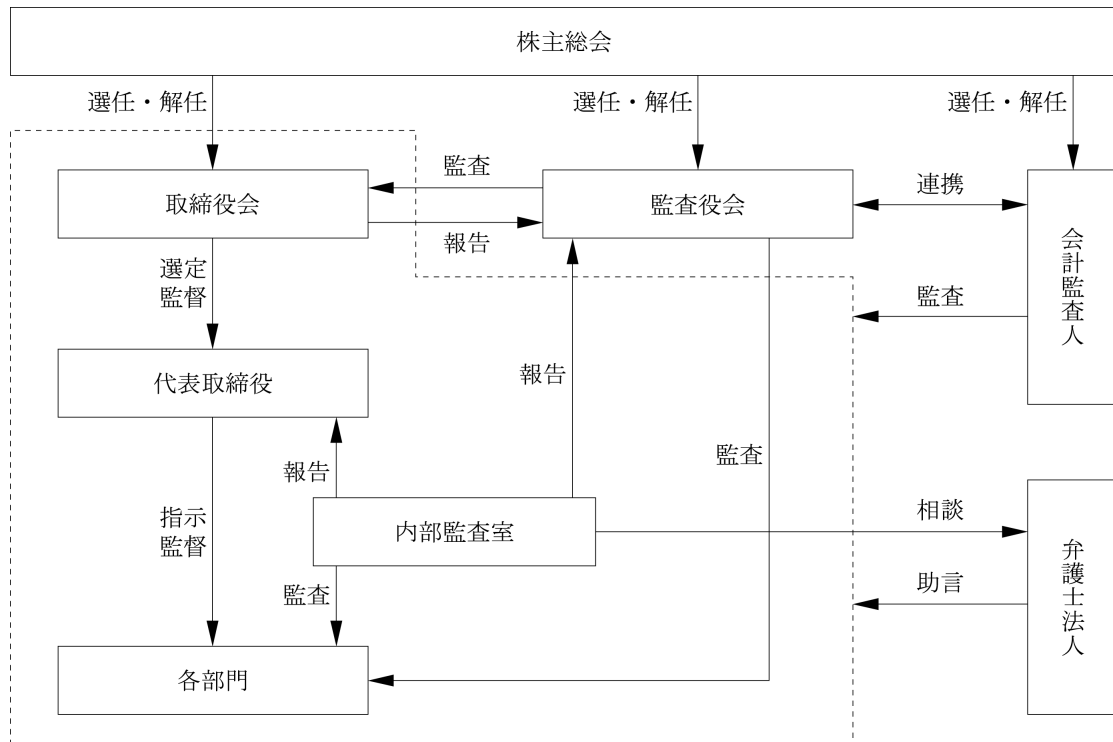 株主総会
選任・解任
選任・解任
選任・解任
取締役会
監査
報告
監査役会
連携
会計監査人
監査
選定
監督
代表取締役
報告
報告
監査
指示
監督
内部監査室
監査
相談
助言
弁護士法人
各部門